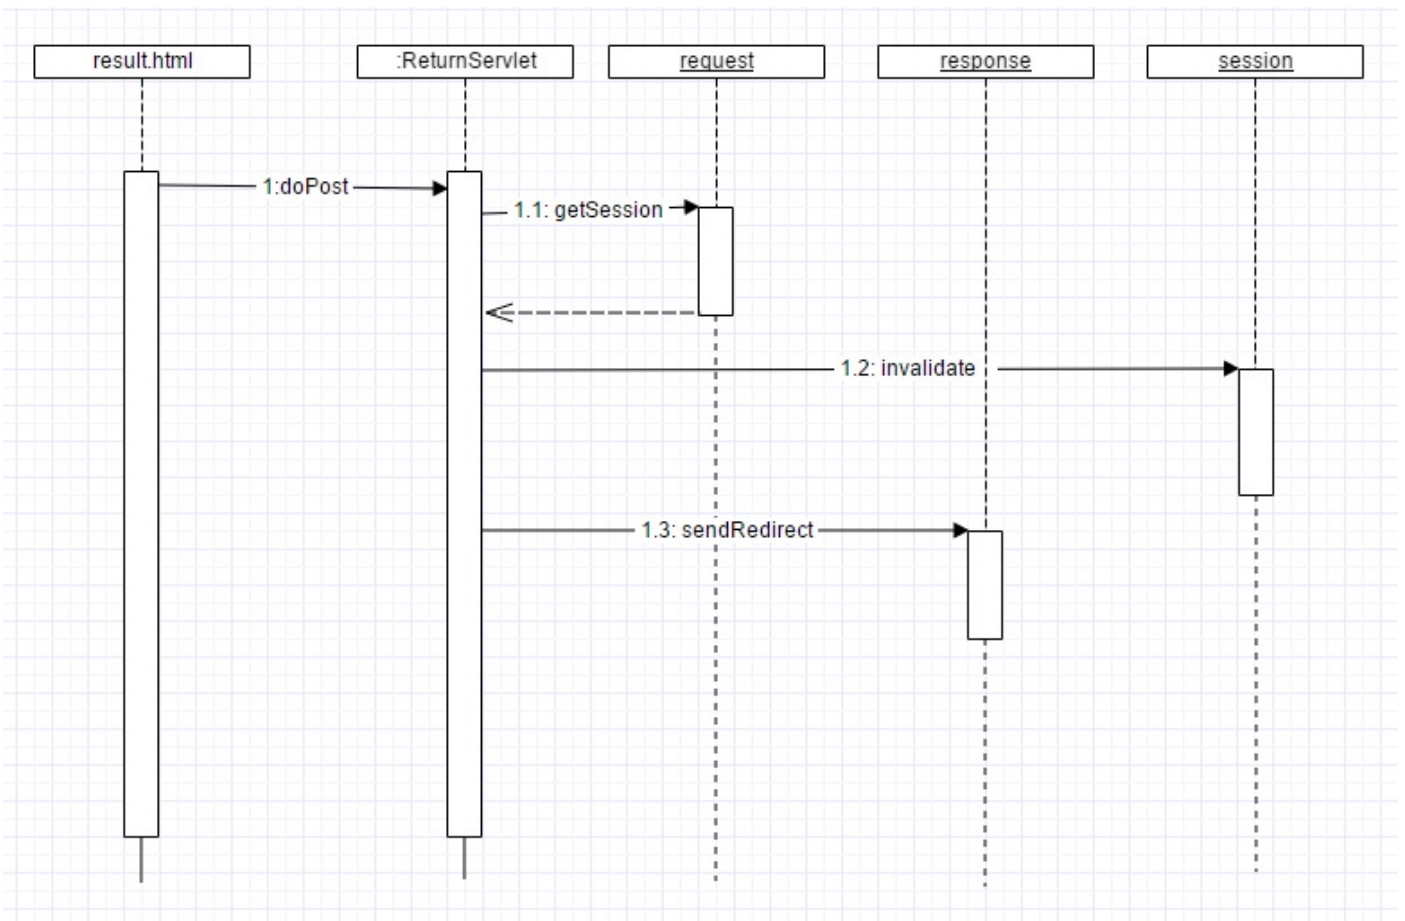 result.html
:ReturnServlet
request
response
session
1:doPost
1.1: getSession
1.2: invalidate
1.3: sendRedirect